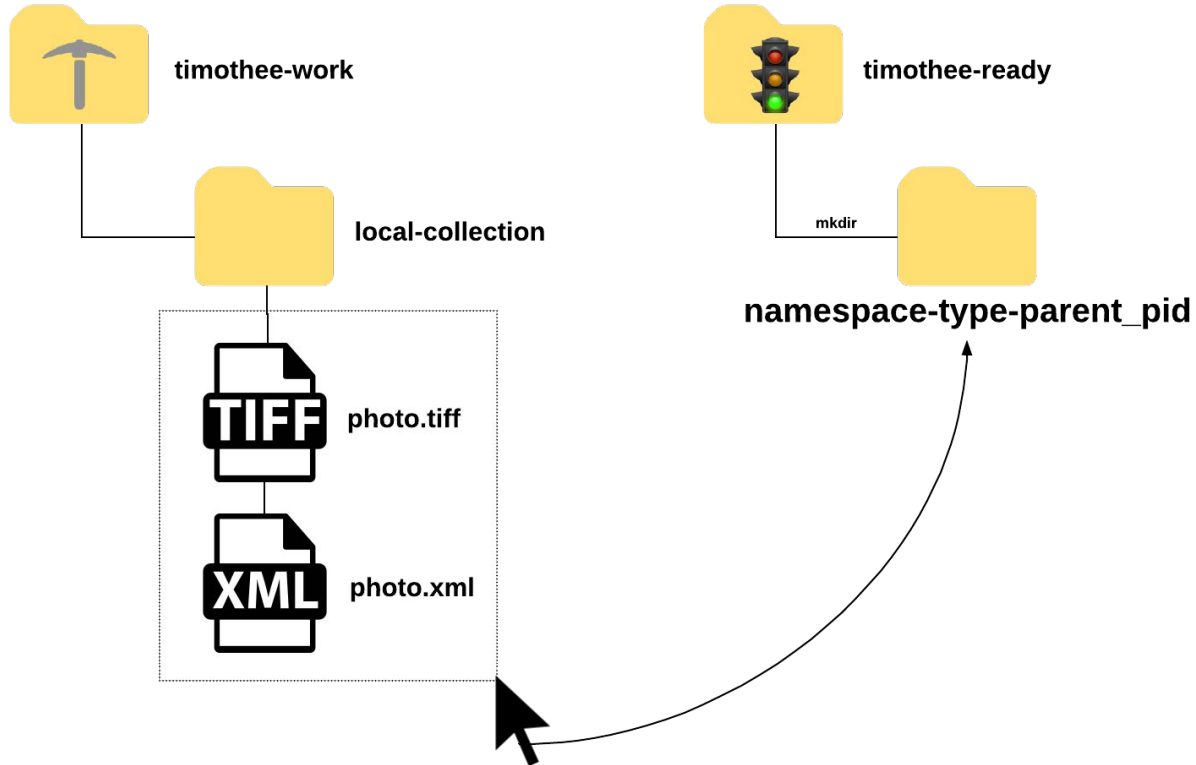 timothee-work
timothee-ready
local-collection
mkdir
namespace-type-parent_pid
TIFF
photo.tiff
XML
photo.xml